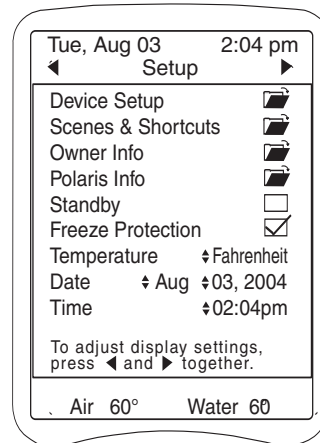 Tue, Aug 03 2:04 pm
Setup
Device Setup
Scenes & Shortcuts
Owner Info
Polaris Info
Standby
Freeze Protection
Temperature Fahrenheit
Date Aug 03, 2004
Time 02:04pm
To adjust display settings,
press ◀ and ▶ together.
Air 60° Water 60°